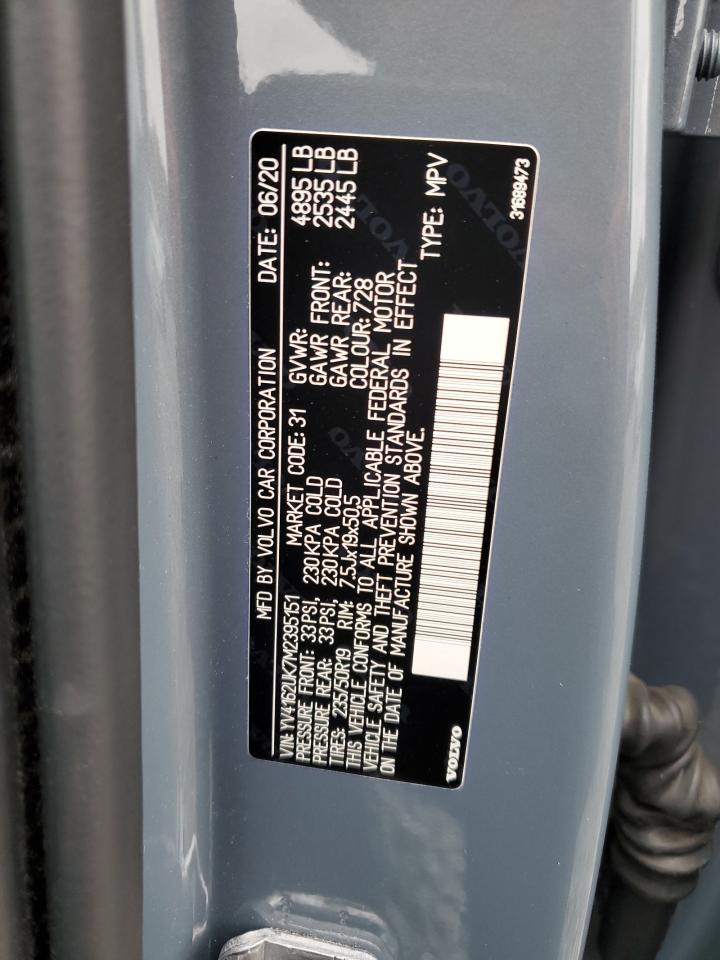 MFD BY VOLVO CAR CORPORATION DATE: 06/20
VIN: YV4162UK7M2395151 MARKET CODE: 31 GVWR: 4895 LB
PRESSURE FRONT: 33PSI, 230KPA COLD GAWR FRONT: 2535 LB
PRESSURE REAR: 33PSI, 230KPA COLD GAWR REAR: 2445 LB
TIRES: 235/50R19 RIM: 7.5Jx19x50,5 COLOUR: 728
THIS VEHICLE CONFORMS TO ALL APPLICABLE FEDERAL MOTOR
VEHICLE SAFETY AND THEFT PREVENTION STANDARDS IN EFFECT
ON THE DATE OF MANUFACTURE SHOWN ABOVE. TYPE: MPV
VOLVO 31689473